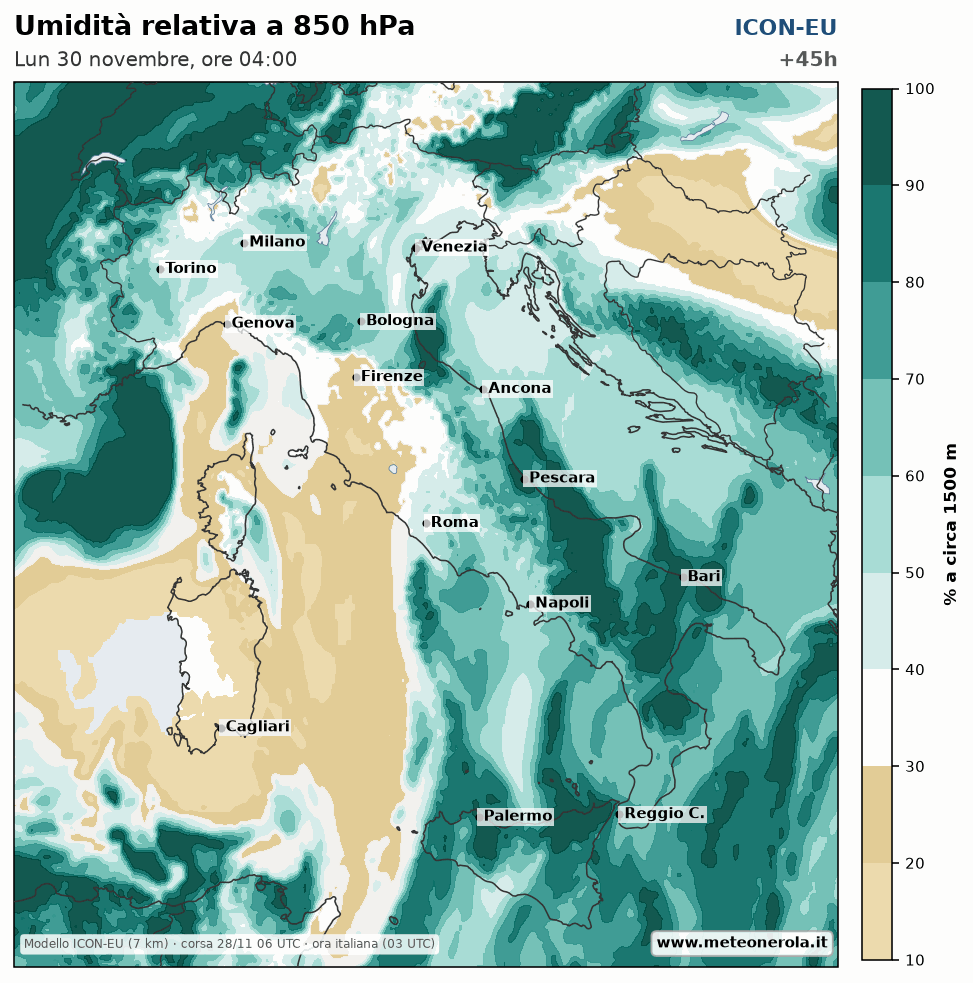 Umidità relativa a 850 hPa
ICON-EU
Lun 30 novembre, ore 04:00
+45h
100
90
80
70
60
50
40
30
20
10
% a circa 1500 m
Milano
Venezia
Torino
Genova
Bologna
Firenze
Ancona
Pescara
Roma
Bari
Napoli
Cagliari
Palermo
Reggio C.
Modello ICON-EU (7 km) · corsa 28/11 06 UTC · ora italiana (03 UTC)
www.meteonerola.it